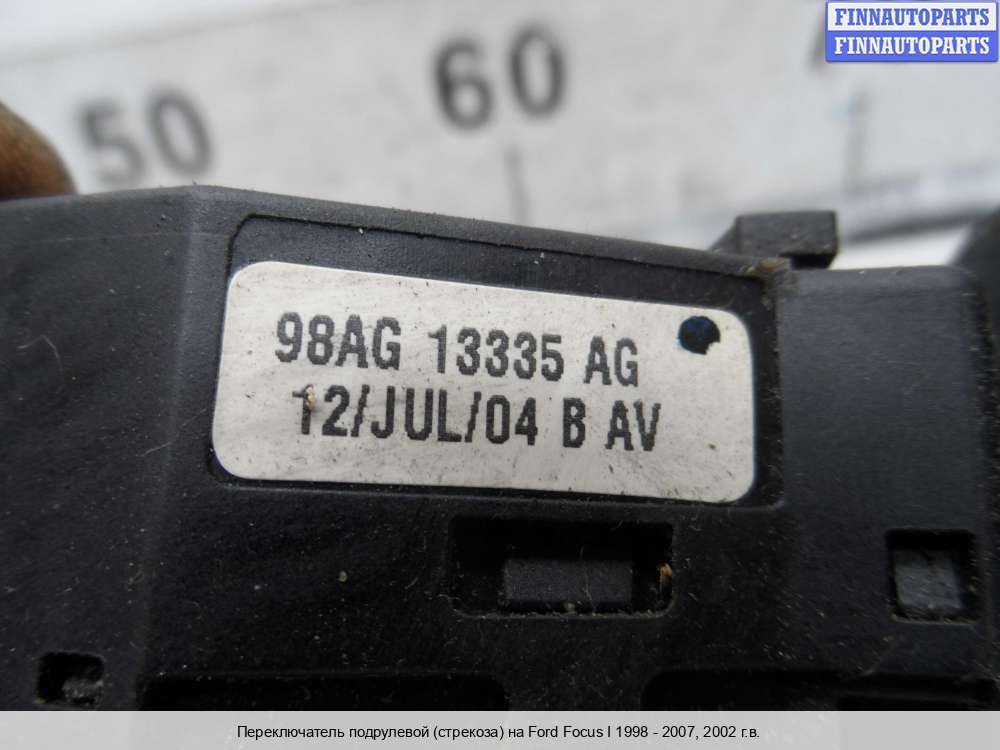 FINNAUTOPARTS
FINNAUTOPARTS
50
60
98AG 13335 AG
12/JUL/04 B AV
Переключатель подрулевой (стрекоза) на Ford Focus I 1998 - 2007, 2002 г.в.